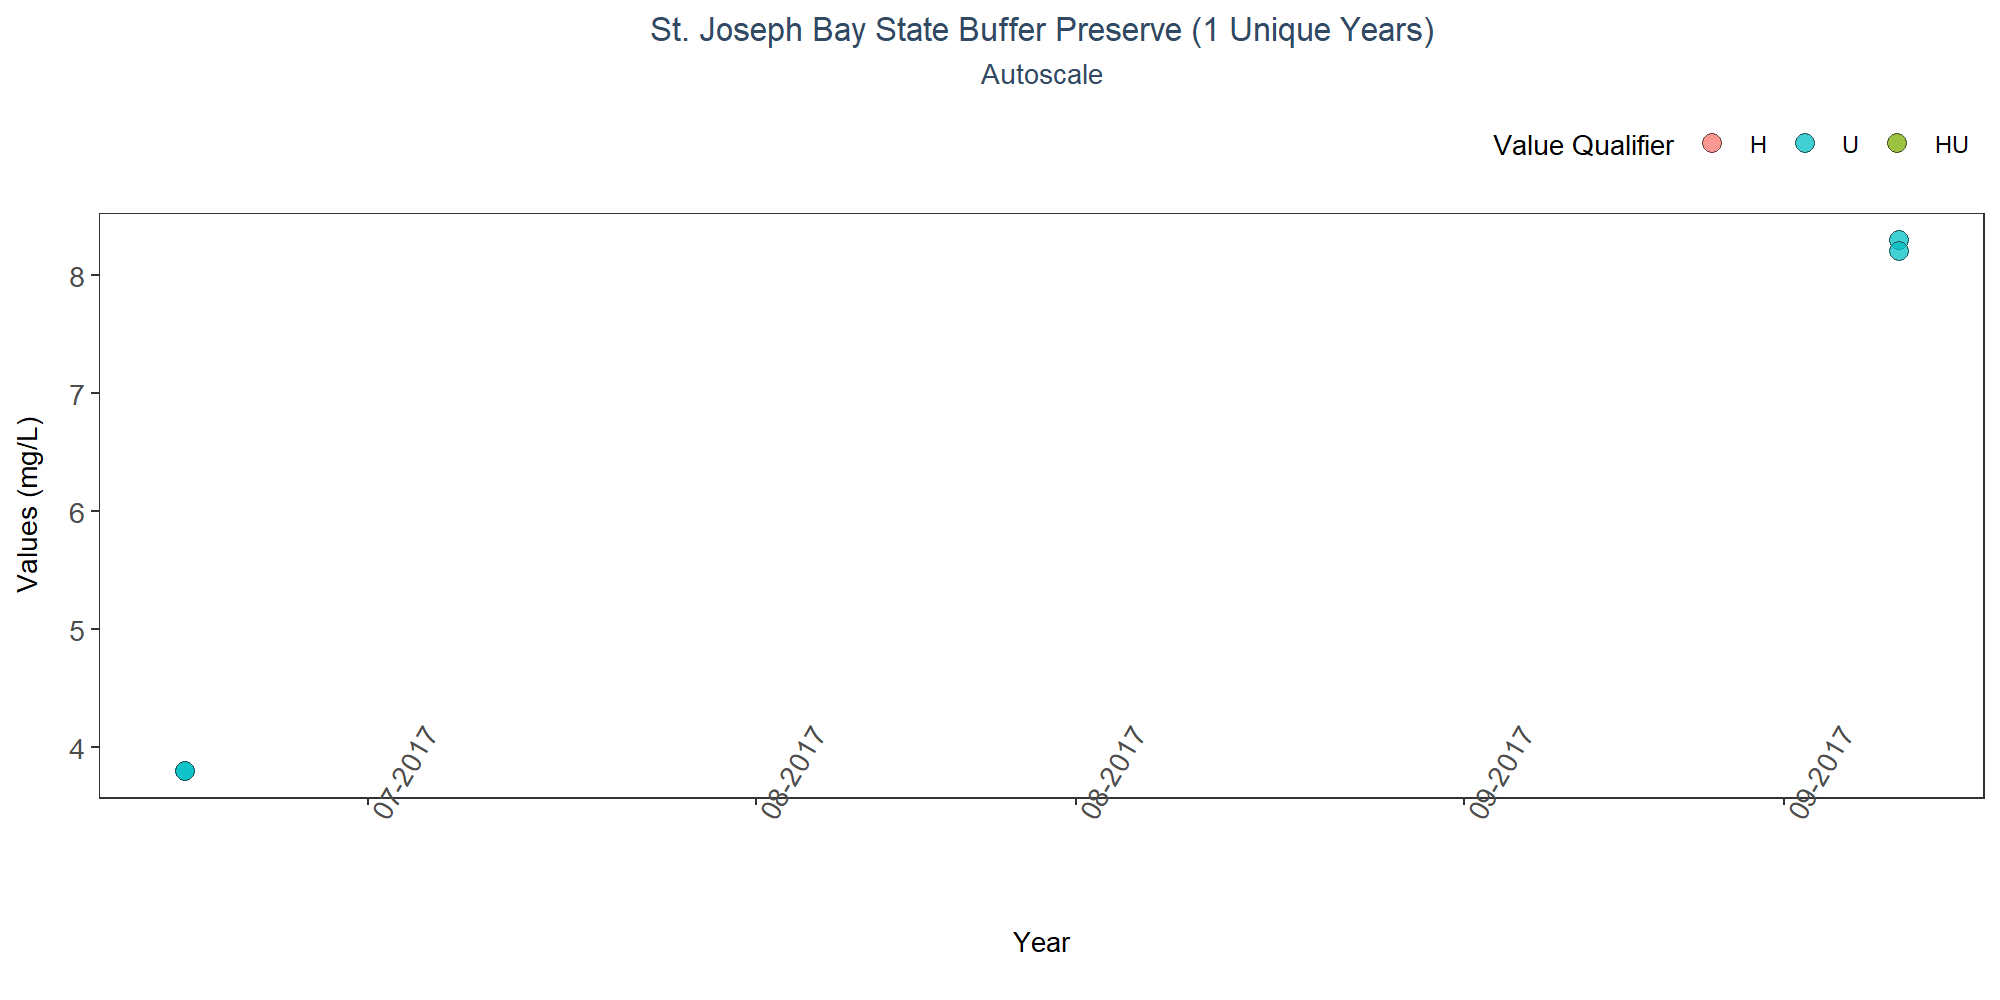 St. Joseph Bay State Buffer Preserve (1 Unique Years)
Autoscale
Value Qualifier H U HU
8
7
6
5
4
Values (mg/L)
07-2017 08-2017 08-2017 09-2017 09-2017
Year